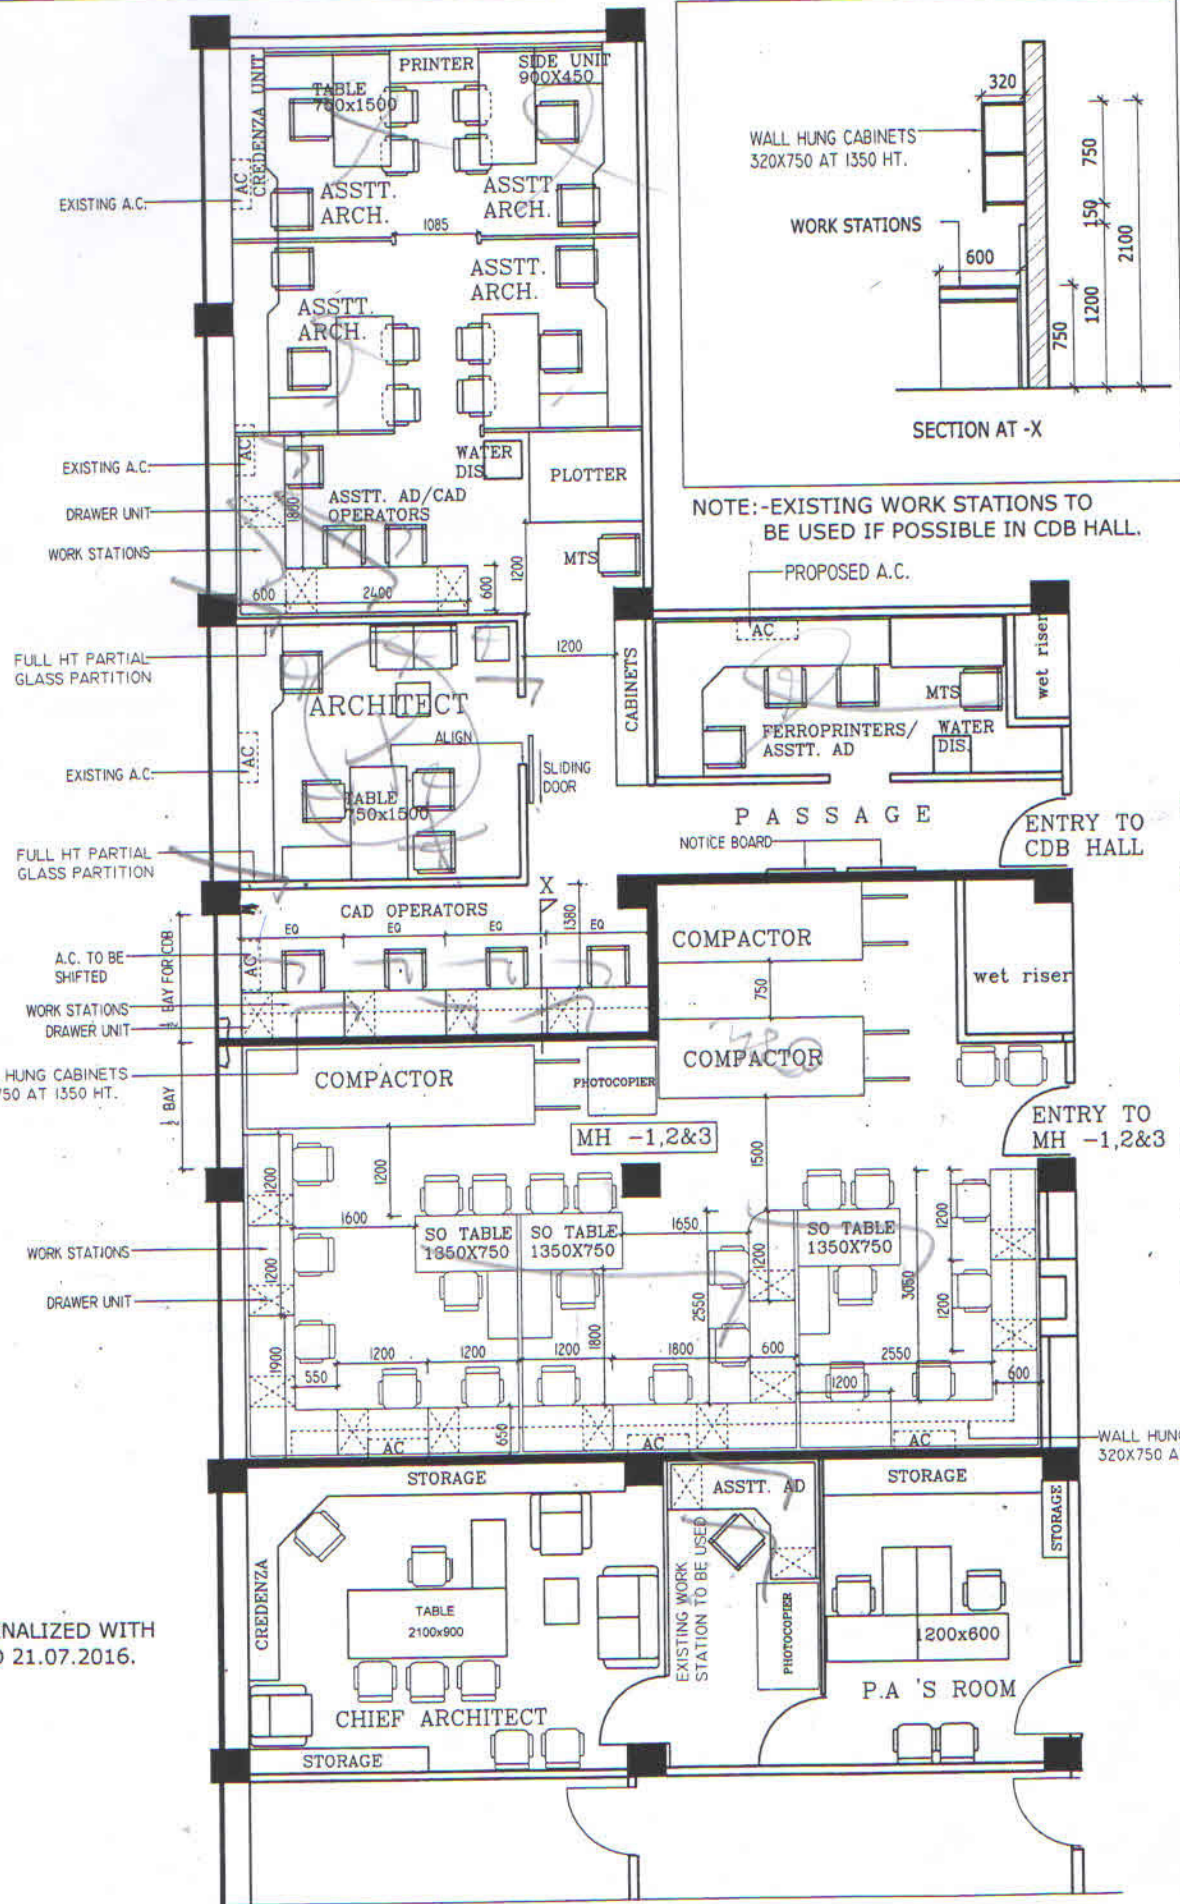 PRINTER
SIDE UNIT
900X450
TABLE
750x1500
CREDENZA UNIT
AC
EXISTING A.C.
ASSTT.
ARCH.
ASSTT.
ARCH.
1085
ASSTT.
ARCH.
ASSTT.
ARCH.
320
WALL HUNG CABINETS
320X750 AT 1350 HT.
750
150
2100
WORK STATIONS
600
1200
750
SECTION AT -X
NOTE:-EXISTING WORK STATIONS TO
BE USED IF POSSIBLE IN CDB HALL.
EXISTING A.C.
AC
DRAWER UNIT
WORK STATIONS
1800
WATER
DIS.
PLOTTER
ASSTT. AD/CAD
OPERATORS
MTS
600
2400
600
1200
PROPOSED A.C.
AC
FULL HT PARTIAL
GLASS PARTITION
1200
CABINETS
wet riser
MTS
FERROPRINTERS/
ASSTT. AD
WATER
DIS.
ARCHITECT
ALIGN
AC
EXISTING A.C.
TABLE
750x1500
SLIDING
DOOR
PASSAGE
NOTICE BOARD
ENTRY TO
CDB HALL
FULL HT PARTIAL
GLASS PARTITION
CAD OPERATORS
X
1380
EQ
EQ
EQ
EQ
A.C. TO BE
SHIFTED
AC
½ BAY FOR CDB
WORK STATIONS
DRAWER UNIT
COMPACTOR
750
wet riser
COMPACTOR
HUNG CABINETS
750 AT 1350 HT.
½ BAY
COMPACTOR
PHOTOCOPIER
MH -1,2&3
ENTRY TO
MH -1,2&3
1200
1200
1500
1600
SO TABLE
1350X750
SO TABLE
1350X750
1650
SO TABLE
1350X750
1200
WORK STATIONS
1200
1200
3050
DRAWER UNIT
2550
1200
1900
1200
1200
1200
1800
1800
600
2550
550
1200
600
650
AC
AC
AC
WALL HUNG
320X750 A
STORAGE
ASSTT. AD
STORAGE
STORAGE
CREDENZA
TABLE
2100x900
EXISTING WORK
STATION TO BE USED
PHOTOCOPIER
1200x600
NALIZED WITH
D 21.07.2016.
P.A 'S ROOM
CHIEF ARCHITECT
STORAGE